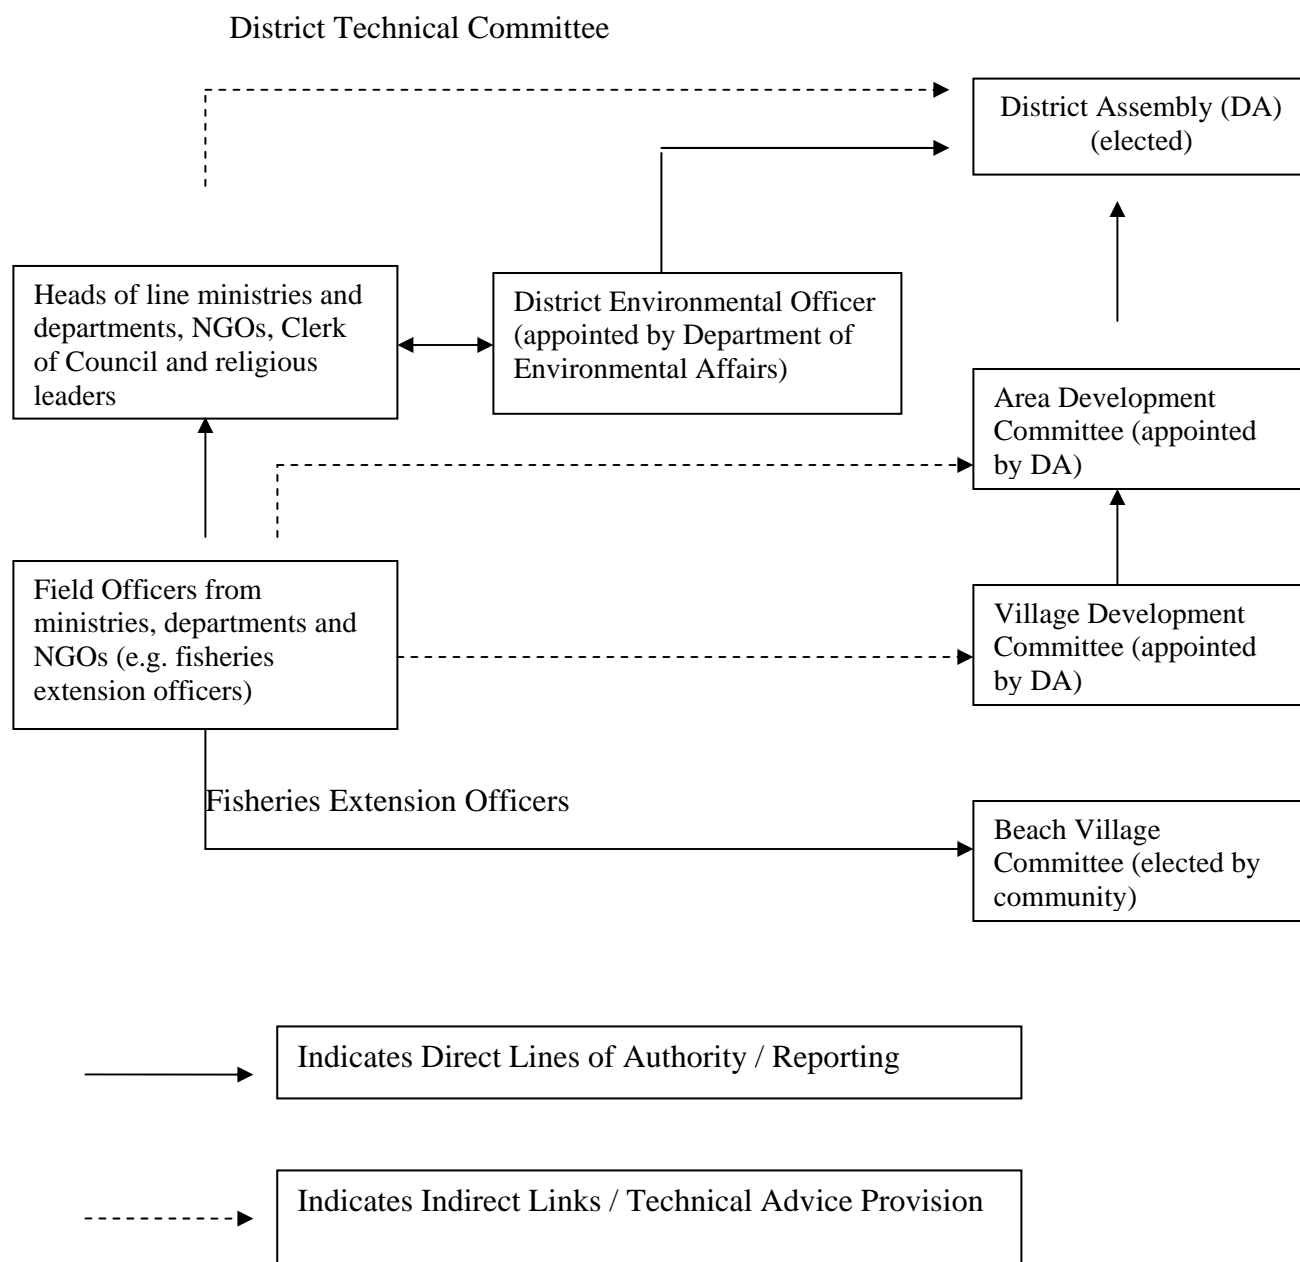 District Technical Committee
District Assembly (DA)
(elected)
Heads of line ministries and
departments, NGOs, Clerk
of Council and religious
leaders
District Environmental Officer
(appointed by Department of
Environmental Affairs)
Area Development
Committee (appointed
by DA)
Field Officers from
ministries, departments and
NGOs (e.g. fisheries
extension officers)
Village Development
Committee (appointed
by DA)
Fisheries Extension Officers
Beach Village
Committee (elected by
community)
Indicates Direct Lines of Authority / Reporting
Indicates Indirect Links / Technical Advice Provision